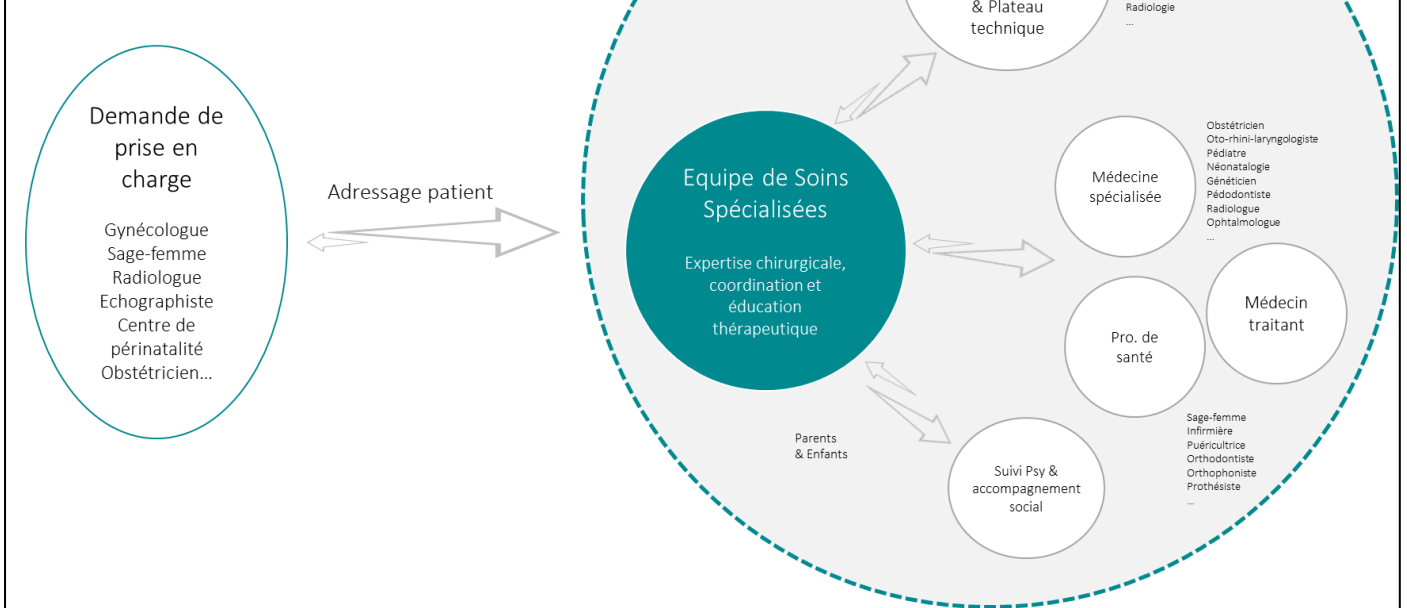 & Plateau
technique
Radiologie
...
Demande de
prise en
charge
Gynécologue
Sage-femme
Radiologue
Echographiste
Centre de
périnatalité
Obstétricien...
Adressage patient
Equipe de Soins
Spécialisées
Expertise chirurgicale,
coordination et
éducation
thérapeutique
Médecine
spécialisée
Obstétricien
Oto-rhini-laryngologiste
Pédiatre
Néonatalogie
Généticien
Pédodontiste
Radiologue
Ophtalmologue
...
Médecin
traitant
Pro. de
santé
Sage-femme
Infirmière
Puéricultrice
Orthodontiste
Orthophoniste
Prothésiste
...
Parents
& Enfants
Suivi Psy &
accompagnement
social